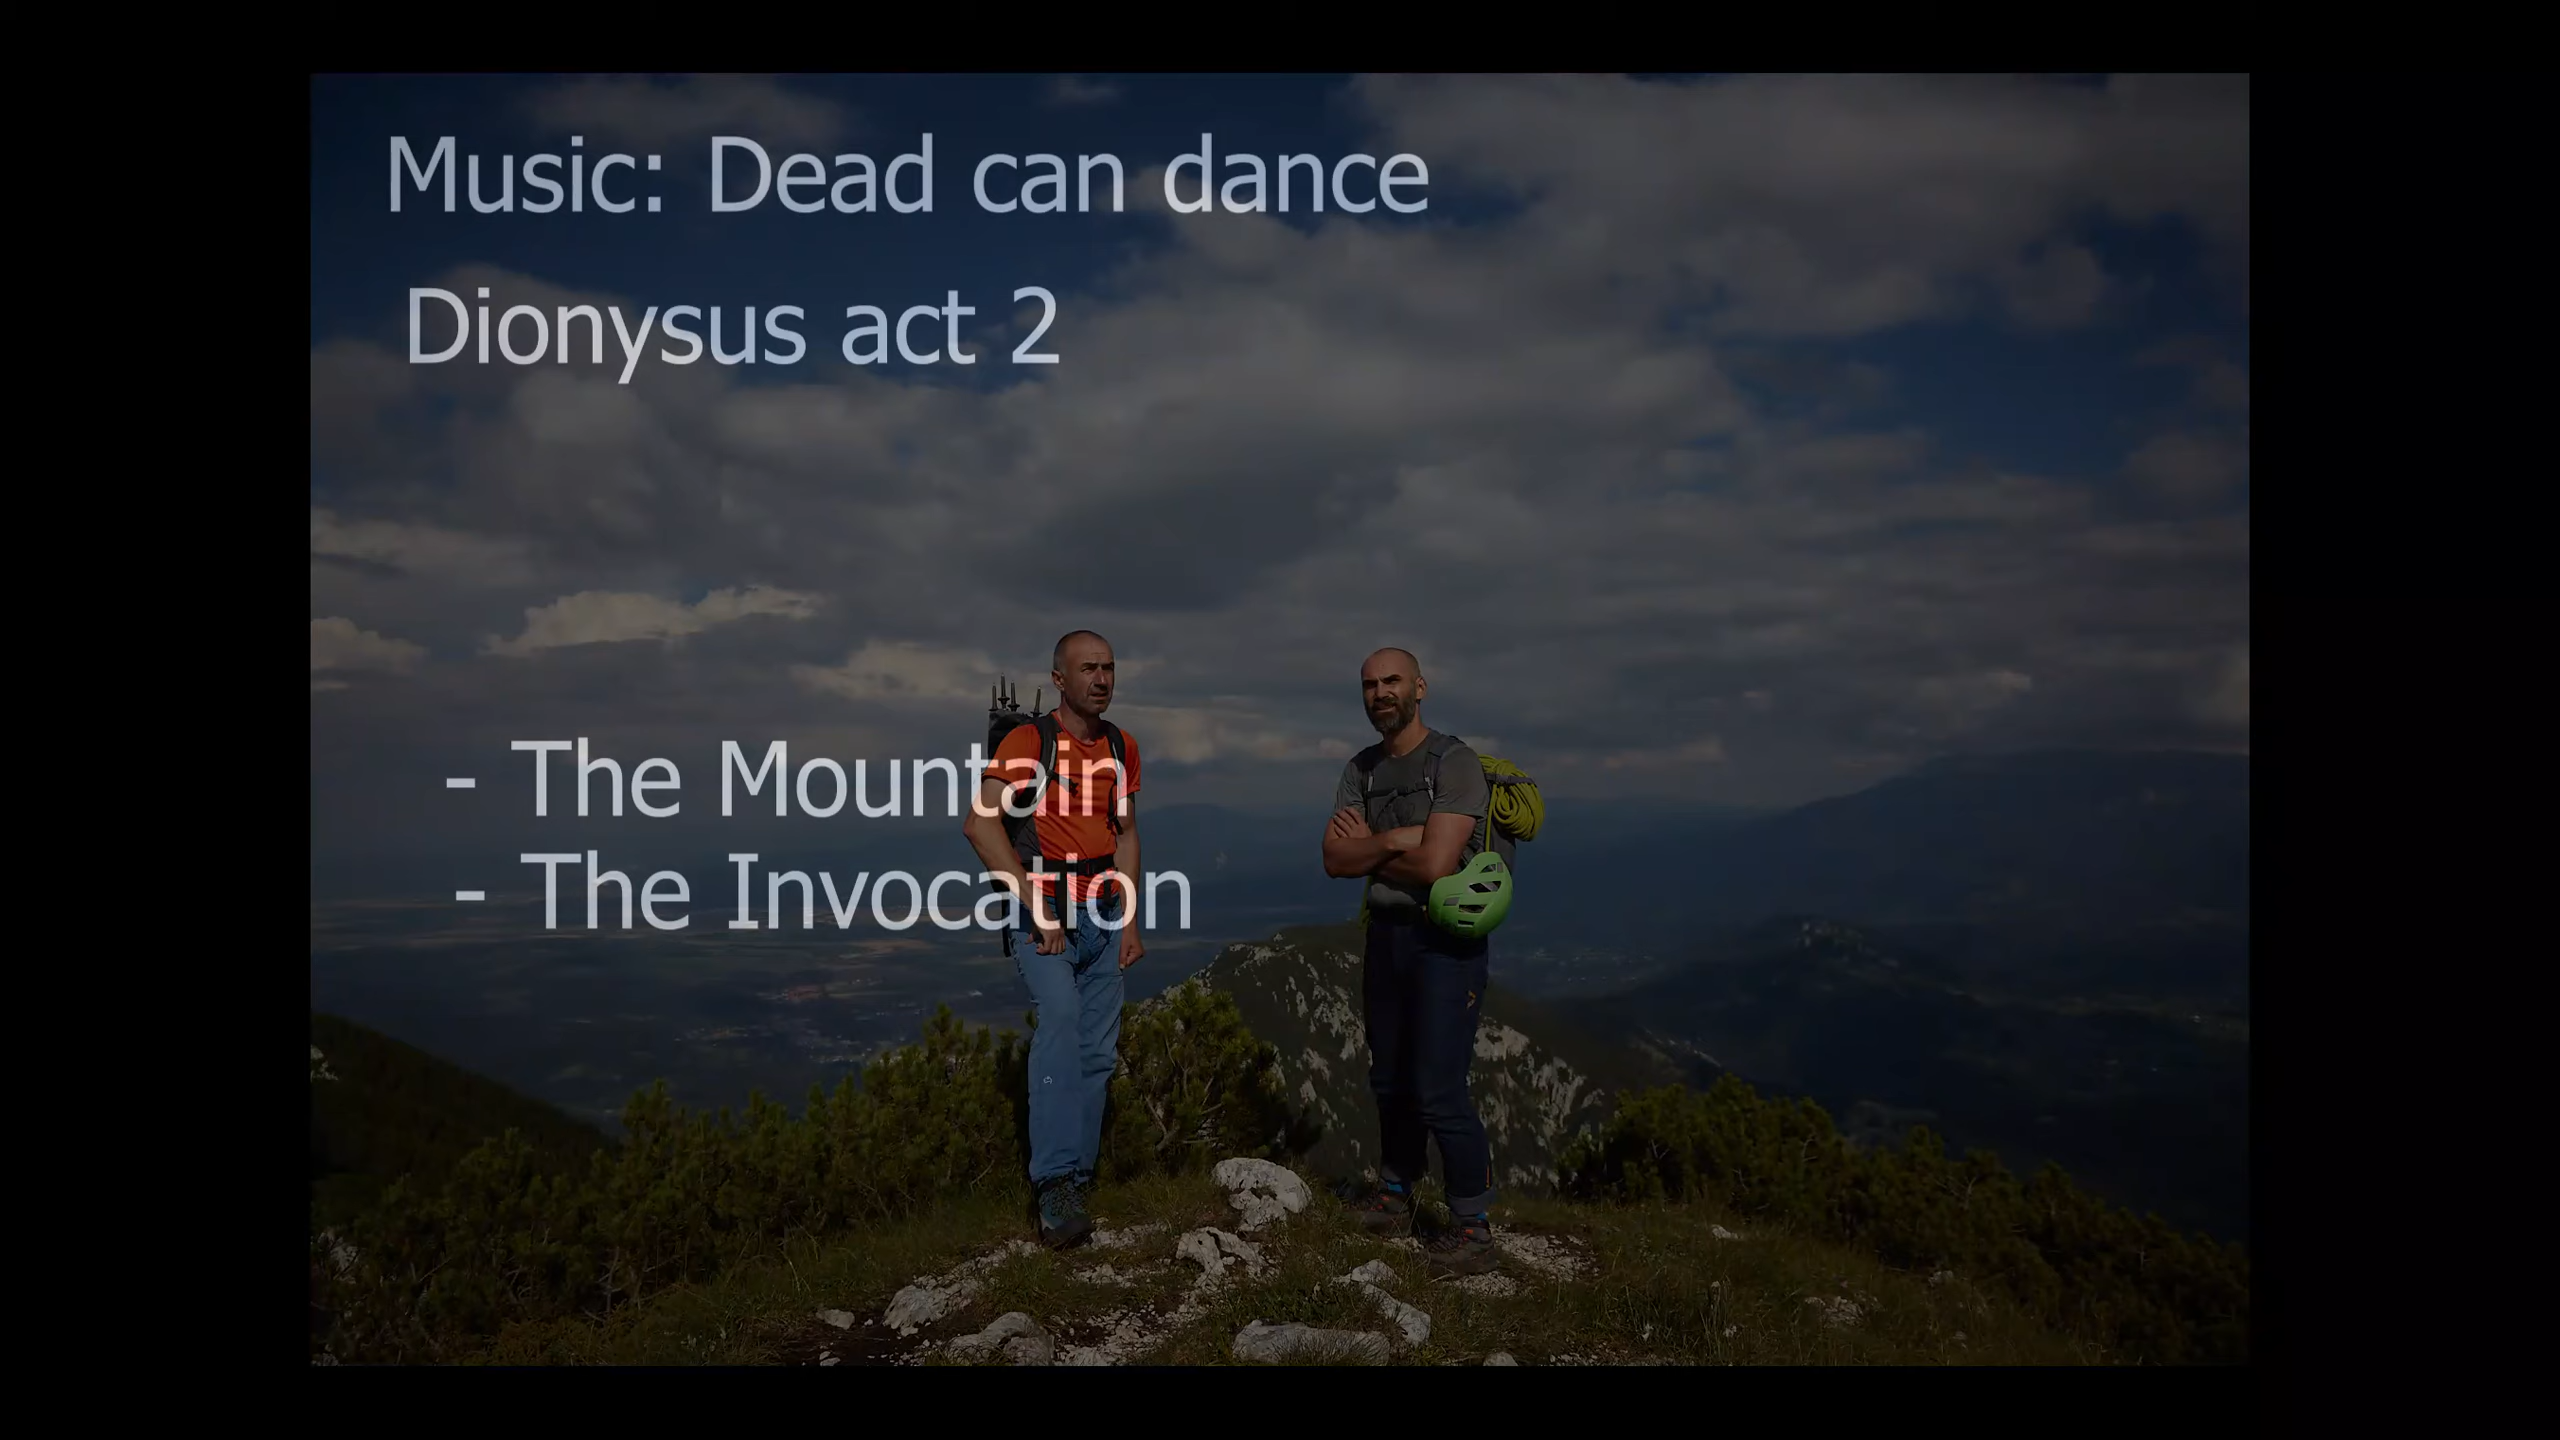 Music: Dead can dance
Dionysus act 2
- The Mountain
- The Invocation